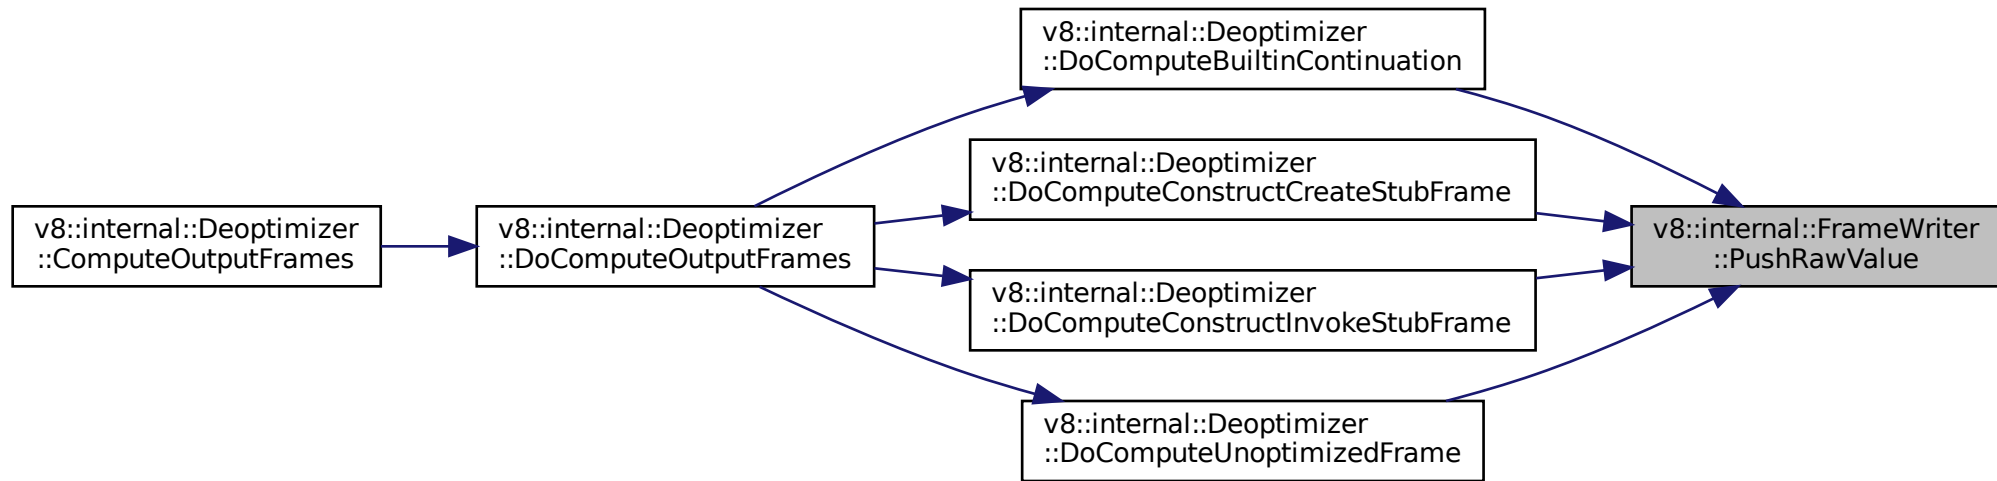 v8::internal::Deoptimizer
::ComputeOutputFrames
v8::internal::Deoptimizer
::DoComputeOutputFrames
v8::internal::Deoptimizer
::DoComputeBuiltinContinuation
v8::internal::Deoptimizer
::DoComputeConstructCreateStubFrame
v8::internal::Deoptimizer
::DoComputeConstructInvokeStubFrame
v8::internal::Deoptimizer
::DoComputeUnoptimizedFrame
v8::internal::FrameWriter
::PushRawValue